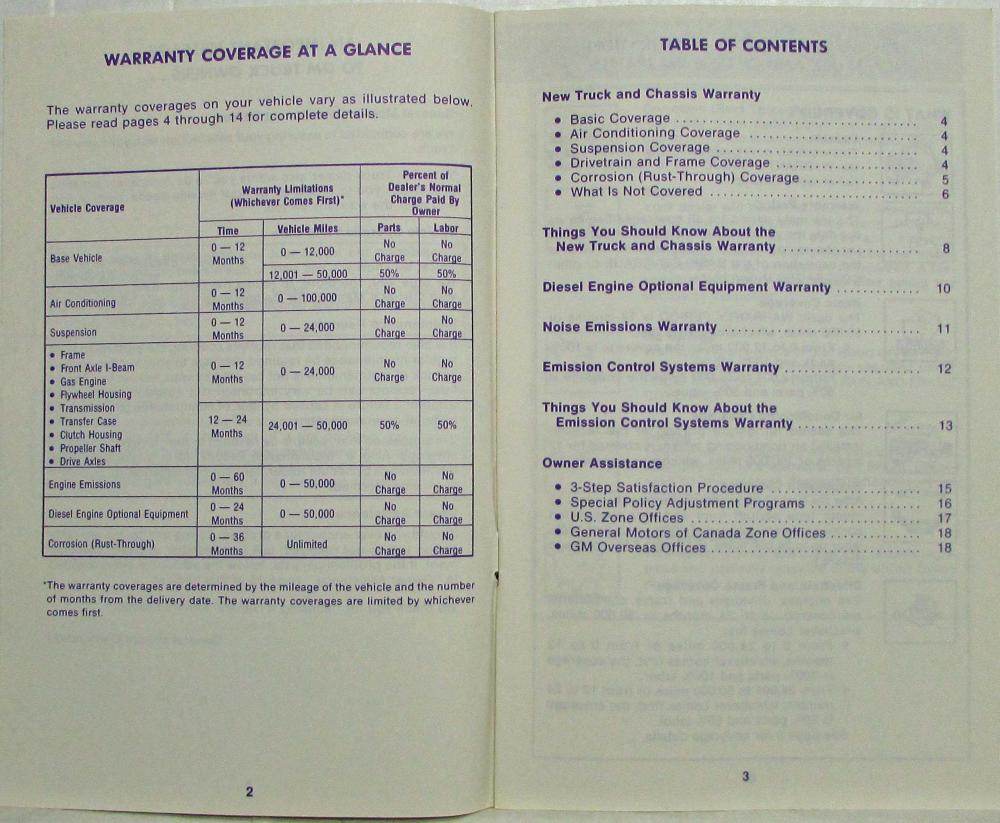 WARRANTY COVERAGE AT A GLANCE
The warranty coverages on your vehicle vary as illustrated below.
Please read pages 4 through 14 for complete details.
Vehicle Coverage
Warranty Limitations
(Whichever Comes First)*
Percent of
Dealer's Normal
Charge Paid By
Owner
Time
Vehicle Miles
Parts
Labor
Base Vehicle
0 — 12
Months
0 — 12,000
No
Charge
No
Charge
12,001 — 50,000
50%
50%
Air Conditioning
0 — 12
Months
0 — 100,000
No
Charge
No
Charge
Suspension
0 — 12
Months
0 — 24,000
No
Charge
No
Charge
• Frame
• Front Axle I-Beam
• Gas Engine
• Flywheel Housing
• Transmission
• Transfer Case
• Clutch Housing
• Propeller Shaft
• Drive Axles
0 — 12
Months
0 — 24,000
No
Charge
No
Charge
12 — 24
Months
24,001 — 50,000
50%
50%
Engine Emissions
0 — 60
Months
0 — 50,000
No
Charge
No
Charge
Diesel Engine Optional Equipment
0 — 24
Months
0 — 50,000
No
Charge
No
Charge
Corrosion (Rust-Through)
0 — 36
Months
Unlimited
No
Charge
No
Charge
*The warranty coverages are determined by the mileage of the vehicle and the number
of months from the delivery date. The warranty coverages are limited by whichever
comes first.
2
TABLE OF CONTENTS
New Truck and Chassis Warranty
• Basic Coverage ................................ 4
• Air Conditioning Coverage ................................ 4
• Suspension Coverage ................................ 4
• Drivetrain and Frame Coverage ................................ 4
• Corrosion (Rust-Through) Coverage ................................ 5
• What Is Not Covered ................................ 6
Things You Should Know About the
New Truck and Chassis Warranty ................................ 8
Diesel Engine Optional Equipment Warranty ................................ 10
Noise Emissions Warranty ................................ 11
Emission Control Systems Warranty ................................ 12
Things You Should Know About the
Emission Control Systems Warranty ................................ 13
Owner Assistance
• 3-Step Satisfaction Procedure ................................ 15
• Special Policy Adjustment Programs ................................ 16
• U.S. Zone Offices ................................ 17
• General Motors of Canada Zone Offices ................................ 18
• GM Overseas Offices ................................ 18
3